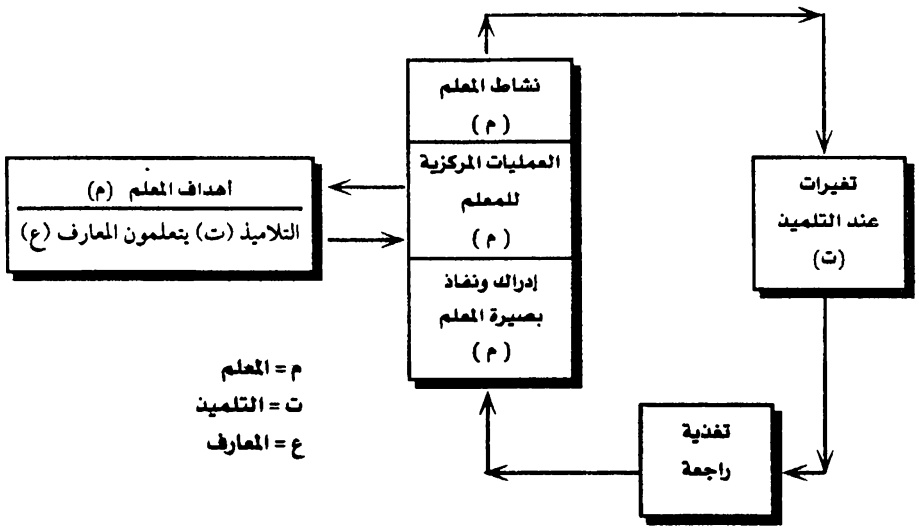 نشاط المعلم
(م)
العمليات المركزية
للمعلم
(م)
إدراك ونفاذ
بصيرة المعلم
(م)
تغيرات
عند التلميذ
(ت)
أهداف المعلم (م)
التلاميذ (ت) يتعلمون المعارف (ع)
تغذية
راجعة
م = المعلم
ت = التلميذ
ع = المعارف